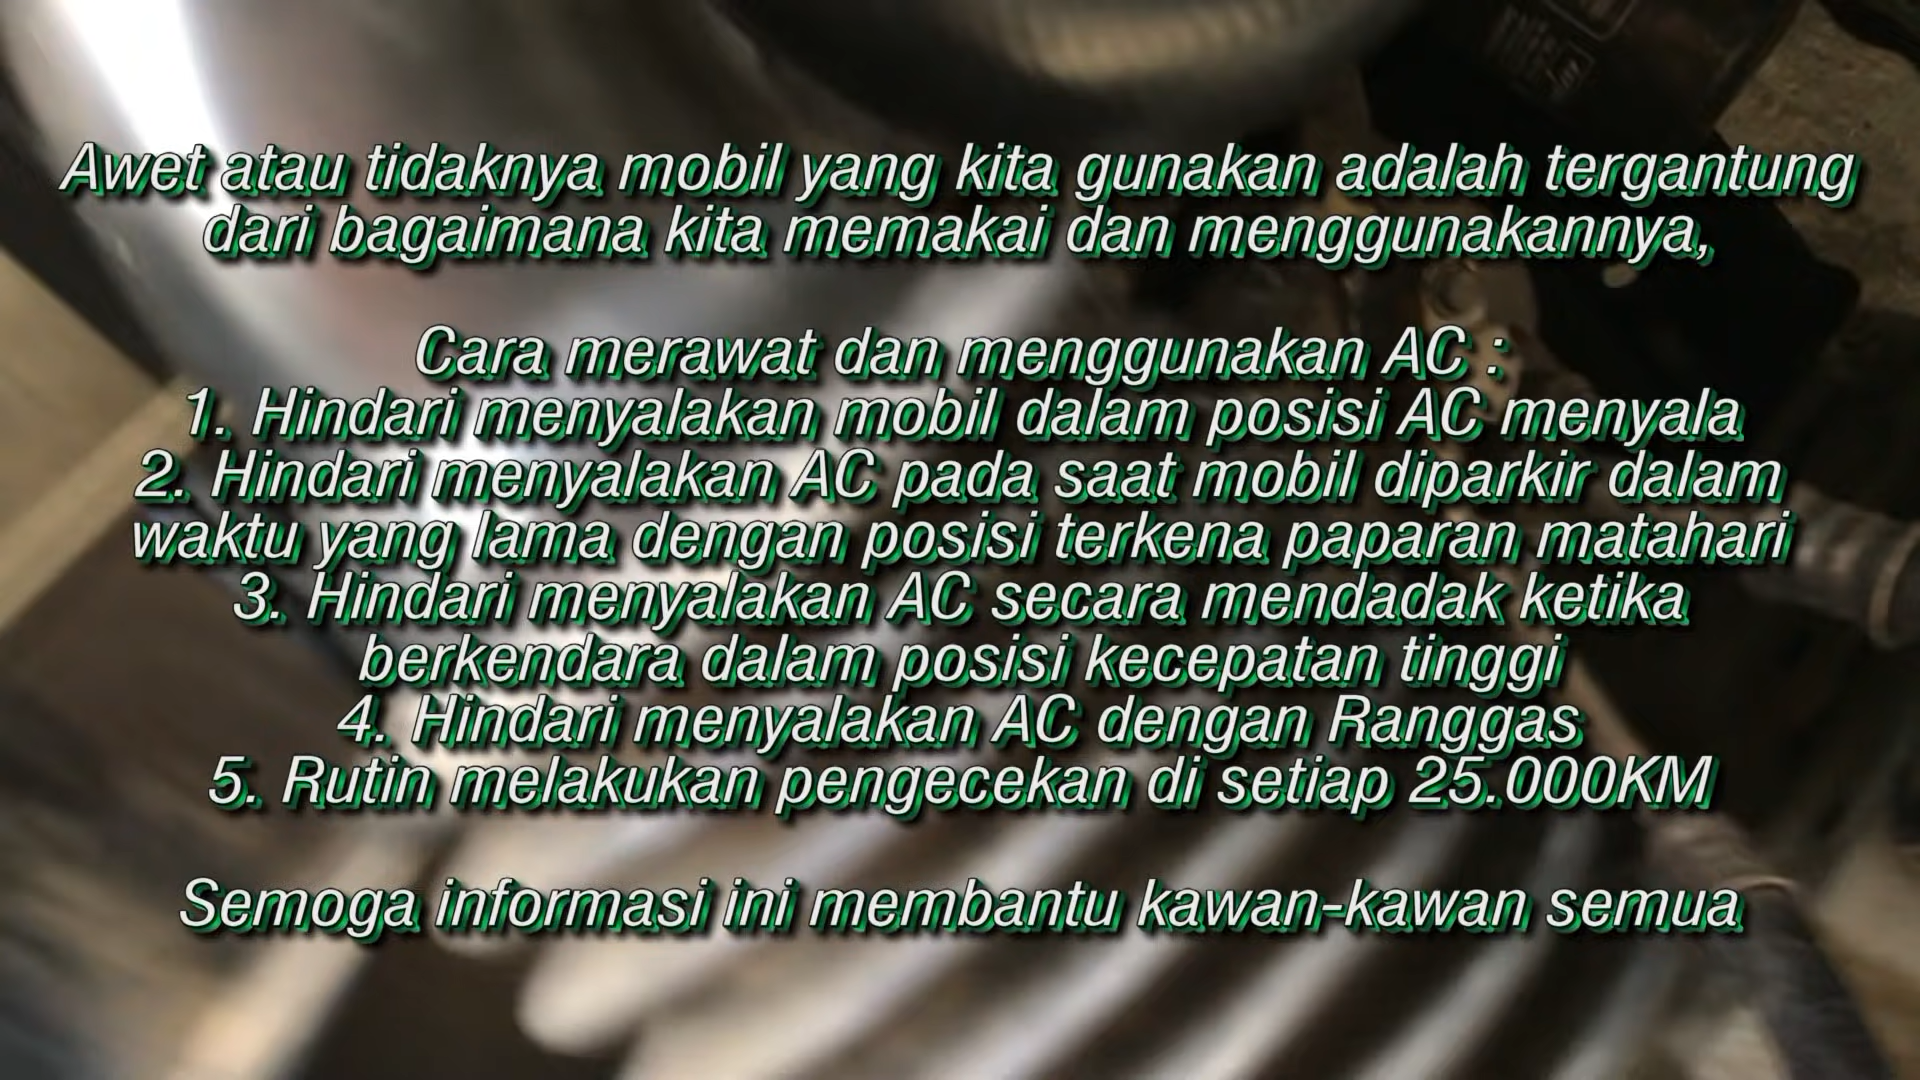 Awet atau tidaknya mobil yang kita gunakan adalah tergantung
dari bagaimana kita memakai dan menggunakannya,
Cara merawat dan menggunakan AC :
1. Hindari menyalakan mobil dalam posisi AC menyala
2. Hindari menyalakan AC pada saat mobil diparkir dalam
waktu yang lama dengan posisi terkena paparan matahari
3. Hindari menyalakan AC secara mendadak ketika
berkendara dalam posisi kecepatan tinggi
4. Hindari menyalakan AC dengan Ranggas
5. Rutin melakukan pengecekan di setiap 25.000KM
Semoga informasi ini membantu kawan-kawan semua